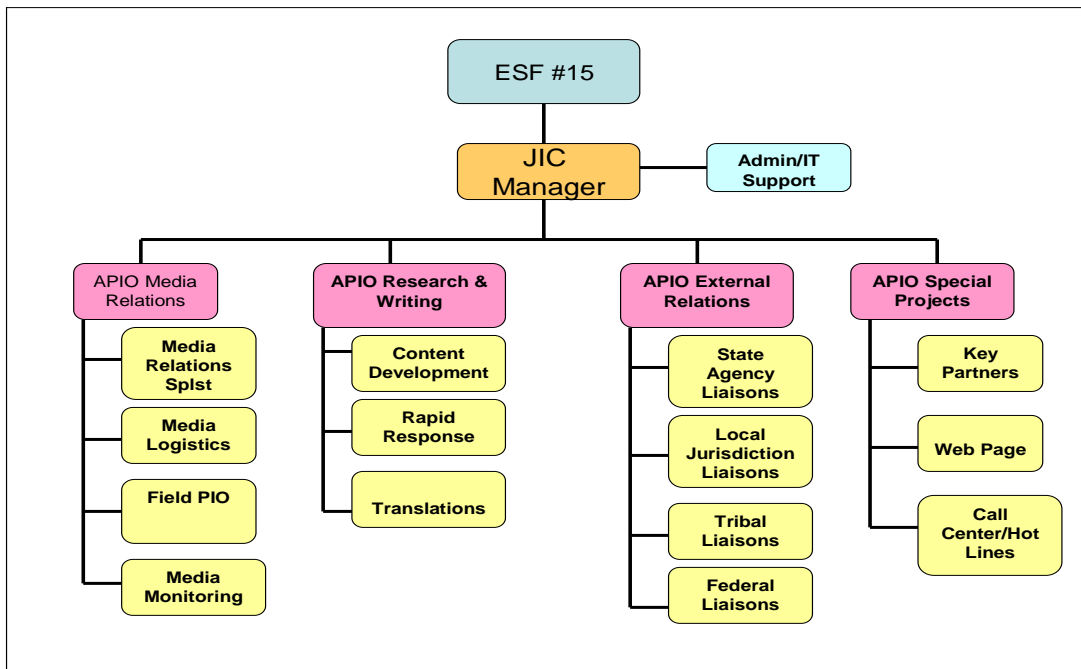 ESF #15
JIC
Manager
Admin/IT
Support
APIO Media
Relations
Media
Relations
Splst
Media
Logistics
Field PIO
Media
Monitoring
APIO Research &
Writing
Content
Development
Rapid
Response
Translations
APIO External
Relations
State
Agency
Liaisons
Local
Jurisdiction
Liaisons
Tribal
Liaisons
Federal
Liaisons
APIO Special
Projects
Key
Partners
Web Page
Call
Center/Hot
Lines